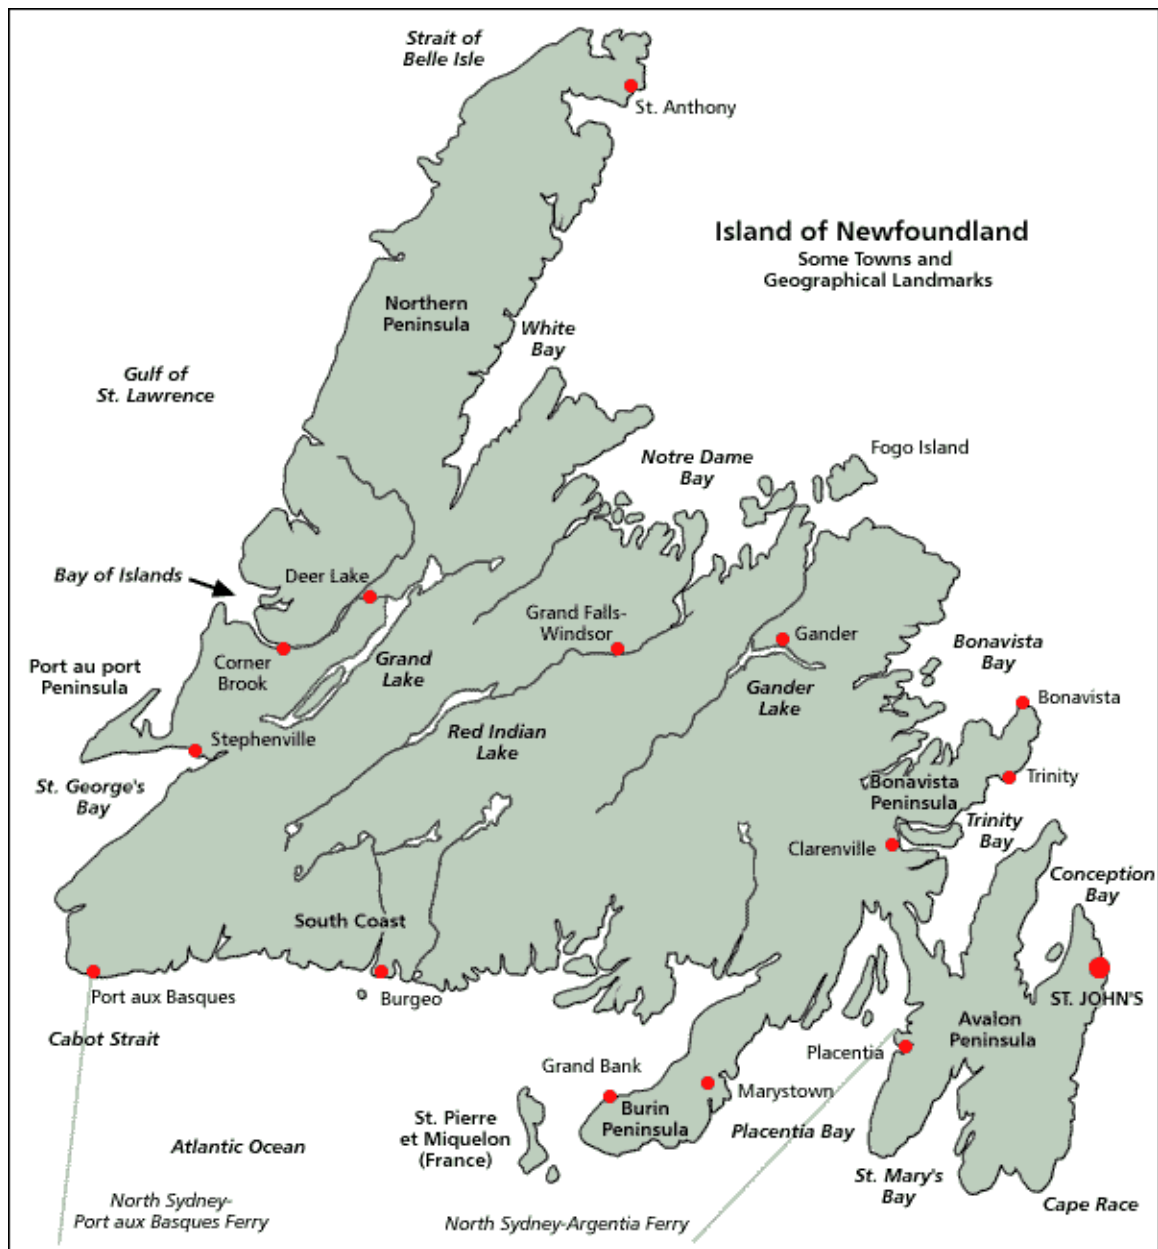 Strait of
Belle Isle
St. Anthony
Island of Newfoundland
Some Towns and
Geographical Landmarks
Northern
Peninsula
White
Bay
Gulf of
St. Lawrence
Fogo Island
Notre Dame
Bay
Bay of Islands
Deer Lake
Grand Falls-
Windsor
Gander
Corner
Brook
Grand
Lake
Port au port
Peninsula
Bonavista
Bay
Gander
Lake
Bonavista
Stephenville
Red Indian
Lake
St. George's
Bay
Bonavista
Peninsula
Trinity
Trinity
Bay
Clarenville
Conception
Bay
South Coast
Port aux Basques
Burgeo
ST. JOHN'S
Avalon
Peninsula
Cabot Strait
Placentia
Grand Bank
Marystown
Burin
Peninsula
St. Pierre
et Miquelon
(France)
Placentia Bay
Atlantic Ocean
St. Mary's
Bay
Cape Race
North Sydney-
Port aux Basques Ferry
North Sydney-Argentia Ferry